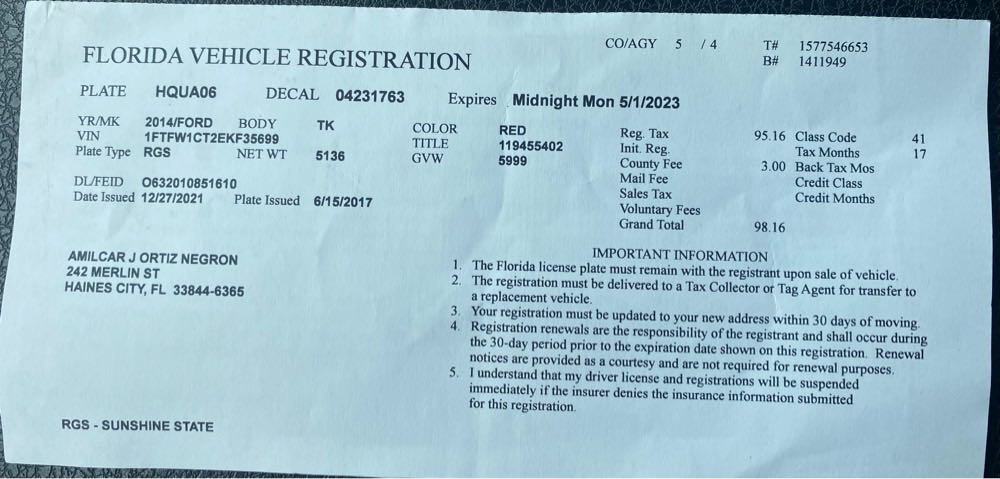 CO/AGY 5 / 4 T# 1577546653
B# 1411949
FLORIDA VEHICLE REGISTRATION
PLATE HQUA06 DECAL 04231763 Expires Midnight Mon 5/1/2023
YR/MK 2014/FORD BODY TK COLOR RED Reg. Tax 95.16 Class Code 41
VIN 1FTFW1CT2EKF35699 TITLE 119455402 Init. Reg. Tax Months 17
Plate Type RGS NET WT 5136 GVW 5999 County Fee 3.00 Back Tax Mos
Mail Fee Credit Class
DL/FEID O632010851610 Sales Tax Credit Months
Date Issued 12/27/2021 Plate Issued 6/15/2017 Voluntary Fees
Grand Total 98.16
AMILCAR J ORTIZ NEGRON
242 MERLIN ST
HAINES CITY, FL 33844-6365
IMPORTANT INFORMATION
1. The Florida license plate must remain with the registrant upon sale of vehicle.
2. The registration must be delivered to a Tax Collector or Tag Agent for transfer to
a replacement vehicle.
3. Your registration must be updated to your new address within 30 days of moving.
4. Registration renewals are the responsibility of the registrant and shall occur during
the 30-day period prior to the expiration date shown on this registration. Renewal
notices are provided as a courtesy and are not required for renewal purposes.
5. I understand that my driver license and registrations will be suspended
immediately if the insurer denies the insurance information submitted
for this registration.
RGS - SUNSHINE STATE